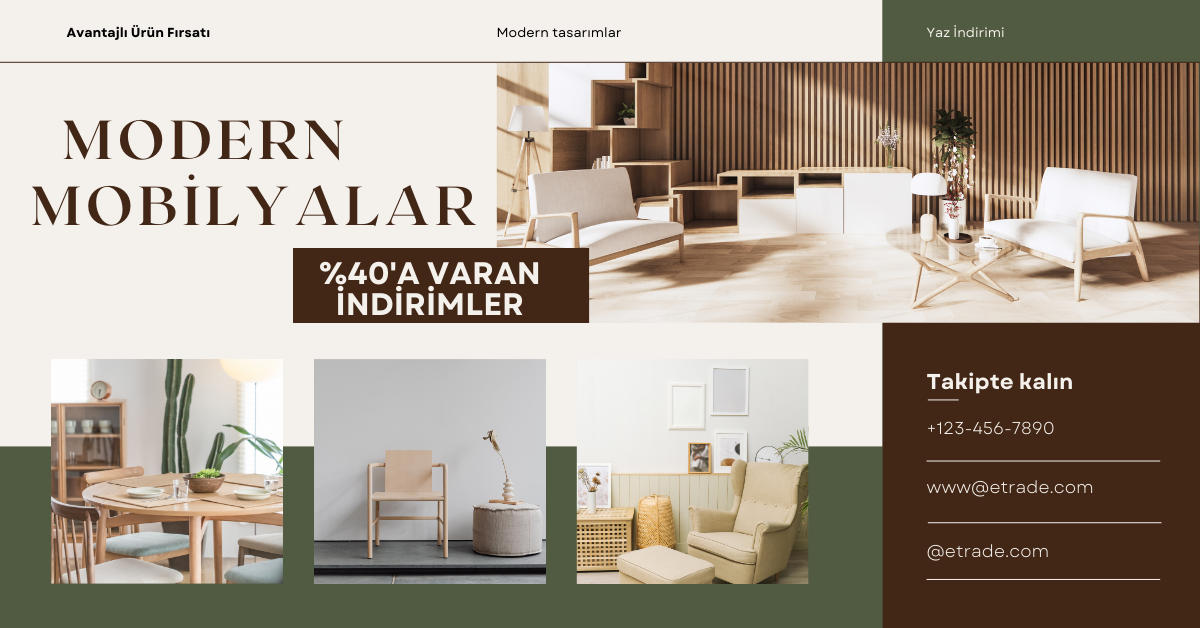 Avantajlı Ürün Fırsatı
Modern tasarımlar
Yaz İndirimi
MODERN
MOBİLYALAR
%40'A VARAN
İNDİRİMLER
Takipte kalın
+123-456-7890
www@etrade.com
@etrade.com